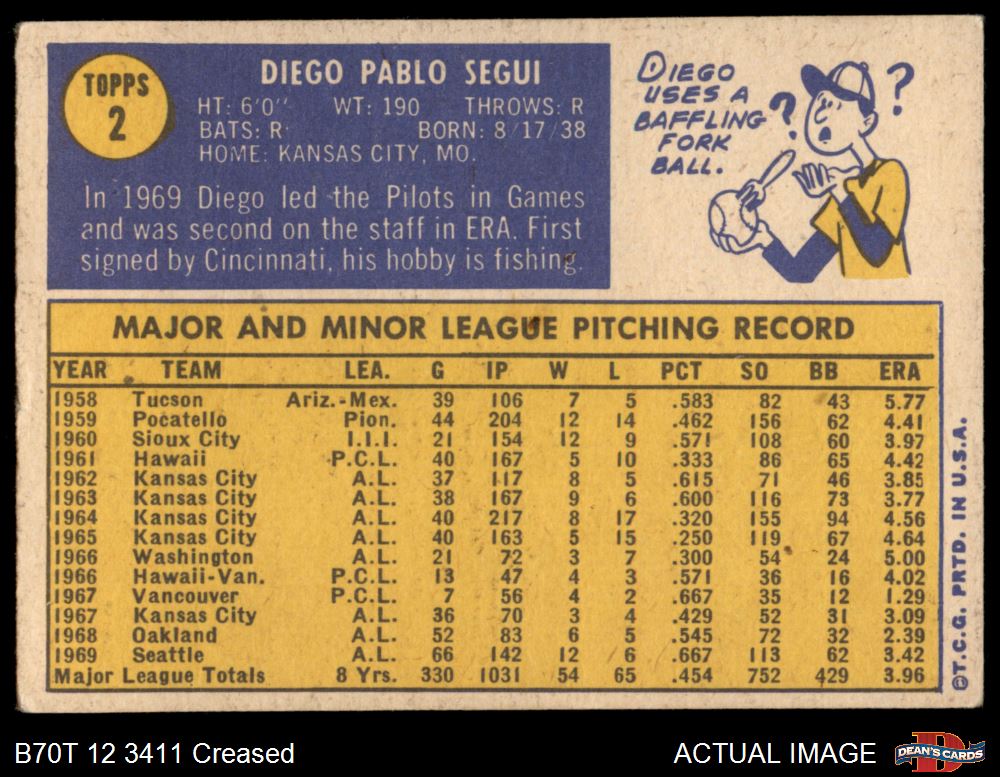 TOPPS
2
DIEGO PABLO SEGUI
HT: 6'0" WT: 190 THROWS: R
BATS: R BORN: 8/17/38
HOME: KANSAS CITY, MO.
In 1969 Diego led the Pilots in Games
and was second on the staff in ERA. First
signed by Cincinnati, his hobby is fishing.
DIEGO
USES A
BAFFLING
FORK
BALL.
? ?
MAJOR AND MINOR LEAGUE PITCHING RECORD
YEAR TEAM LEA. G IP W L PCT SO BB ERA
1958 Tucson Ariz.-Mex. 39 106 7 5 .583 82 43 5.77
1959 Pocatello Pion. 44 204 12 14 .462 156 62 4.41
1960 Sioux City I.I.I. 21 154 12 9 .571 108 60 3.97
1961 Hawaii P.C.L. 40 167 5 10 .333 86 65 4.42
1962 Kansas City A.L. 37 117 8 5 .615 71 46 3.85
1963 Kansas City A.L. 38 167 9 6 .600 116 73 3.77
1964 Kansas City A.L. 40 217 8 17 .320 155 94 4.56
1965 Kansas City A.L. 40 163 5 15 .250 119 67 4.64
1966 Washington A.L. 21 72 3 7 .300 54 24 5.00
1966 Hawaii-Van. P.C.L. 13 47 4 3 .571 36 16 4.02
1967 Vancouver P.C.L. 7 56 4 2 .667 35 12 1.29
1967 Kansas City A.L. 36 70 3 4 .429 52 31 3.09
1968 Oakland A.L. 52 83 6 5 .545 72 32 2.39
1969 Seattle A.L. 66 142 12 6 .667 113 62 3.42
Major League Totals 8 Yrs. 330 1031 54 65 .454 752 429 3.96
©T.C.G. PRTD. IN U.S.A.
B70T 12 3411 Creased
ACTUAL IMAGE
D
DEAN'S CARDS